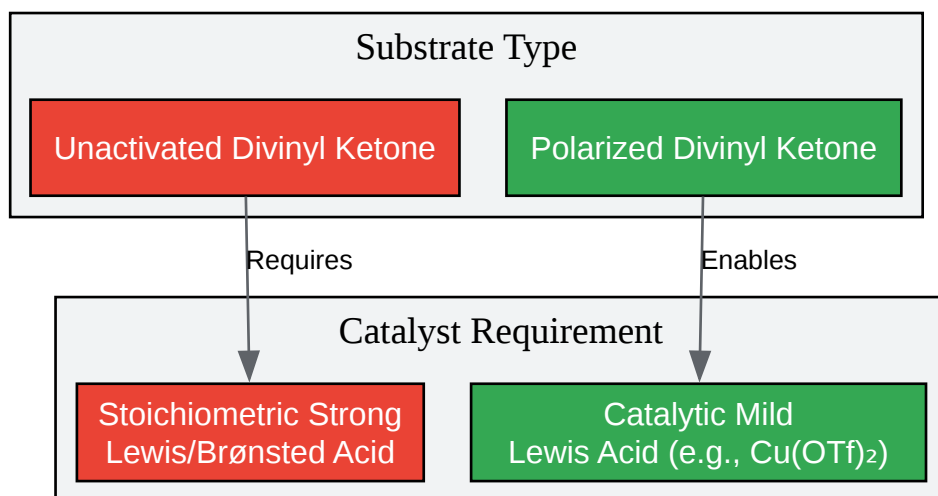 Substrate Type
Unactivated Divinyl Ketone
Polarized Divinyl Ketone
Requires
Enables
Catalyst Requirement
Stoichiometric Strong
Lewis/Brønsted Acid
Catalytic Mild
Lewis Acid (e.g., Cu(OTf)₂)